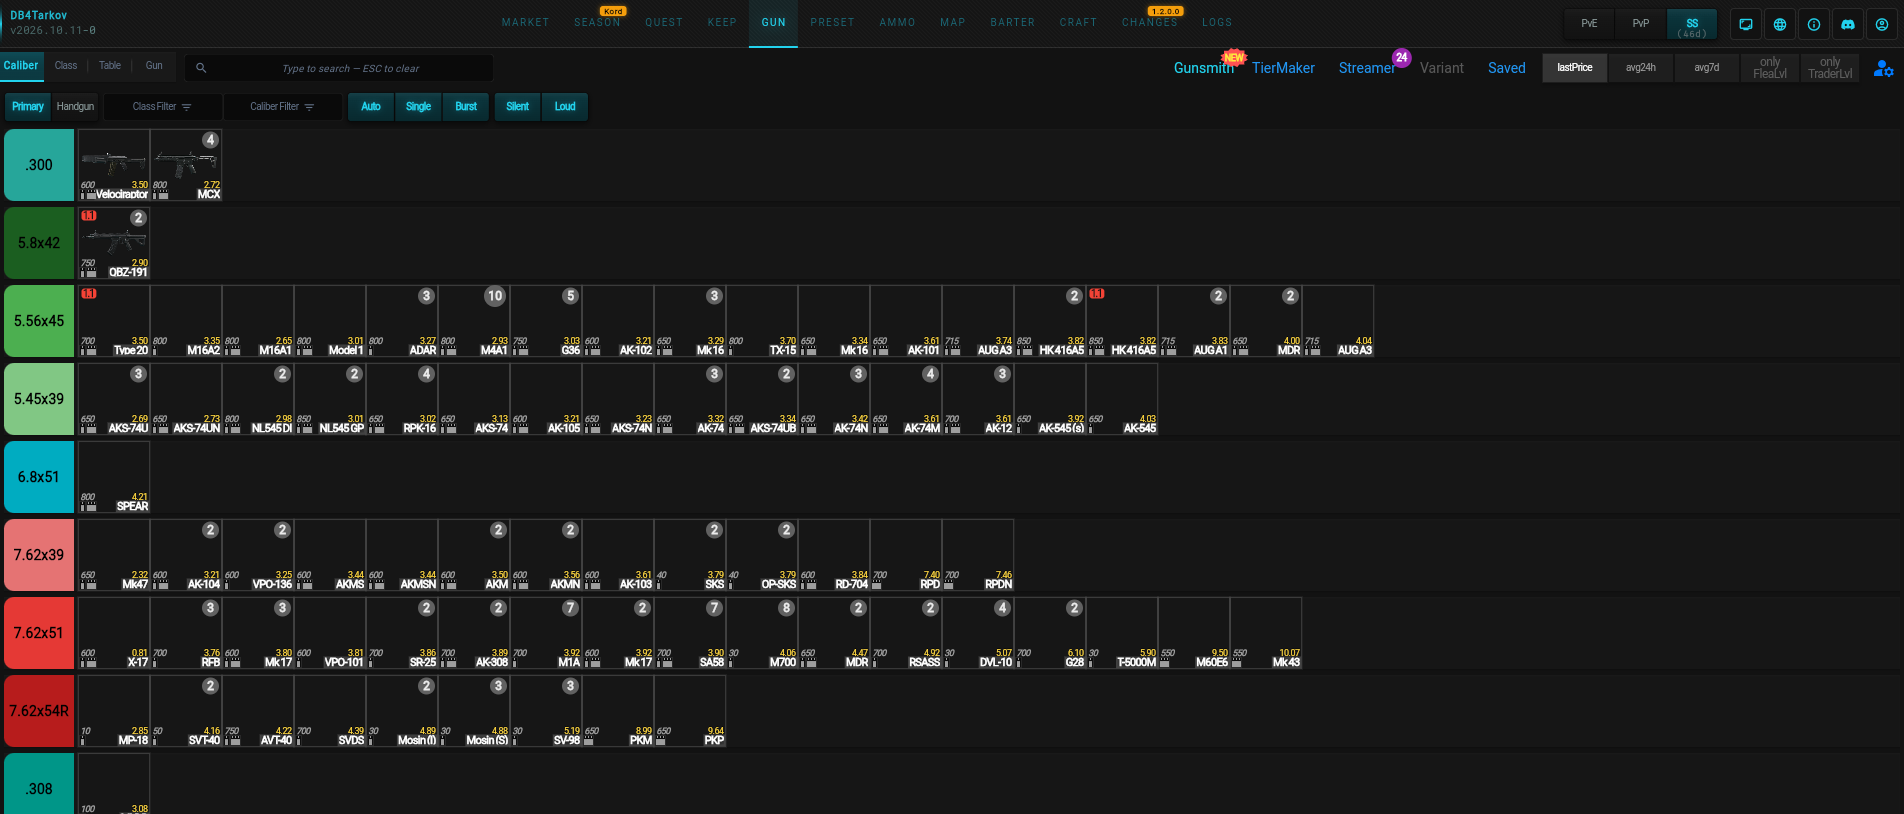 DB4Tarkov
v2026.10.11-0
MARKET SEASON Kord QUEST KEEP GUN PRESET AMMO MAP BARTER CRAFT CHANGES 1.2.0.0 LOGS
PvE PvP SS (46d)
Caliber Class Table Gun
Type to search — ESC to clear
Gunsmith NEW TierMaker Streamer 24 Variant Saved
lastPrice avg24h avg7d only FleaLvl only TraderLvl
Primary Handgun Class Filter Caliber Filter Auto Single Burst Silent Loud
.300
600 3.50 Velociraptor
4 800 2.72 MCX
5.8x42
1.1 2 750 2.90 QBZ-191
5.56x45
1.1 700 3.50 Type 20
800 3.35 M16A2
800 2.65 M16A1
800 3.01 Model 1
3 800 3.27 ADAR
10 800 2.93 M4A1
5 750 3.03 G36
600 3.21 AK-102
3 650 3.29 Mk 16
800 3.70 TX-15
650 3.34 Mk 16
650 3.61 AK-101
715 3.74 AUG A3
2 850 3.82 HK 416A5
1.1 850 3.82 HK 416A5
2 715 3.83 AUG A1
2 650 4.00 MDR
715 4.04 AUG A3
5.45x39
3 650 2.69 AKS-74U
650 2.73 AKS-74UN
2 800 2.98 NL545 DI
2 850 3.01 NL545 GP
4 650 3.02 RPK-16
650 3.13 AKS-74
600 3.21 AK-105
650 3.23 AKS-74N
3 650 3.32 AK-74
2 650 3.34 AKS-74UB
3 650 3.42 AK-74N
4 650 3.61 AK-74M
3 700 3.61 AK-12
650 3.92 AK-545 (s)
650 4.03 AK-545
6.8x51
800 4.21 SPEAR
7.62x39
650 2.32 Mk47
2 600 3.21 AK-104
2 600 3.25 VPO-136
600 3.44 AKMS
600 3.44 AKMSN
2 600 3.50 AKM
2 600 3.56 AKMN
600 3.61 AK-103
2 40 3.79 SKS
2 40 3.79 OP-SKS
600 3.84 RD-704
700 7.40 RPD
700 7.46 RPDN
7.62x51
600 0.81 X-17
3 700 3.76 RFB
3 600 3.80 Mk 17
600 3.81 VPO-101
2 700 3.86 SR-25
2 700 3.89 AK-308
7 700 3.92 M1A
2 600 3.92 Mk 17
7 700 3.90 SA58
8 30 4.06 M700
2 650 4.47 MDR
2 700 4.92 RSASS
4 30 5.07 DVL-10
2 700 6.10 G28
30 5.90 T-5000M
550 9.50 M60E6
550 10.07 Mk 43
7.62x54R
10 2.85 MP-18
2 50 4.16 SVT-40
750 4.22 AVT-40
700 4.39 SVDS
2 30 4.89 Mosin (I)
3 30 4.88 Mosin (S)
3 30 5.19 SV-98
650 8.99 PKM
650 9.64 PKP
.308
100 3.08